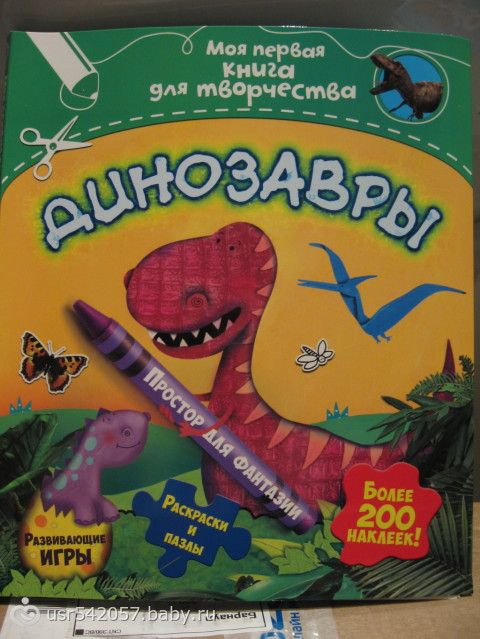 Моя первая
книга
для творчества
ДИНОЗАВРЫ
Простор для фантазии
Более
200
наклеек!
Раскраски и
пазлы
Развивающие
игры
usr542057.baby.ru
Барнаул